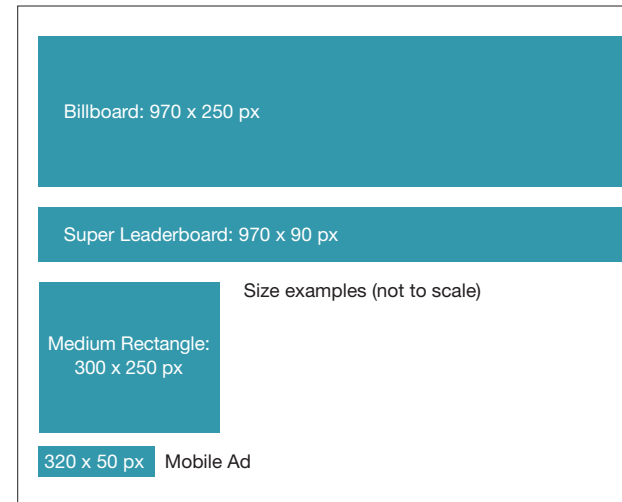 Billboard: 970 x 250 px
Super Leaderboard: 970 x 90 px
Size examples (not to scale)
Medium Rectangle:
300 x 250 px
320 x 50 px Mobile Ad